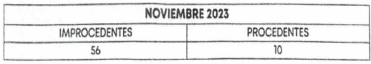 NOVIEMBRE 2023
IMPROCEDENTES PROCEDENTES
56 10